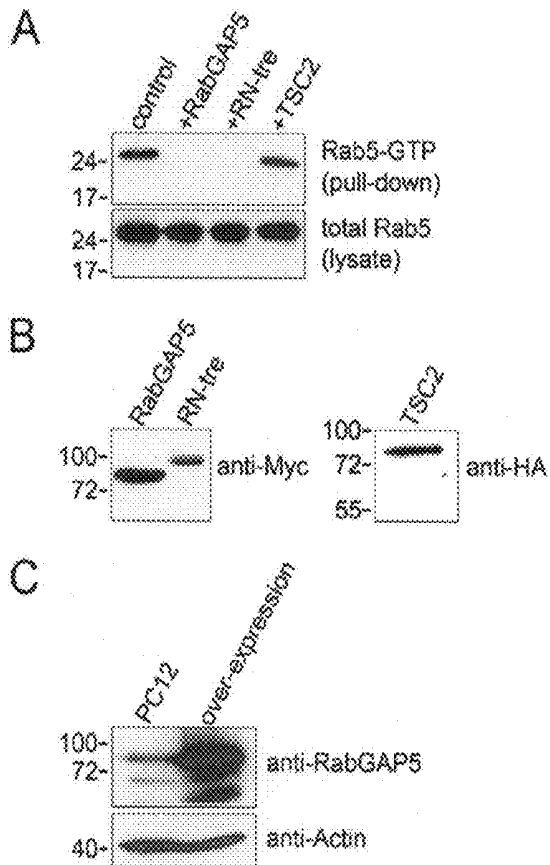 A
control
+RabGAP5
+RN-tre
+TSC2
24-
17-
Rab5-GTP
(pull-down)
24-
17-
total Rab5
(lysate)
B
RabGAP5
RN-tre
100-
72-
anti-Myc
TSC2
100-
72-
55-
anti-HA
C
PC12
over-expression
100-
72-
anti-RabGAP5
40-
anti-Actin